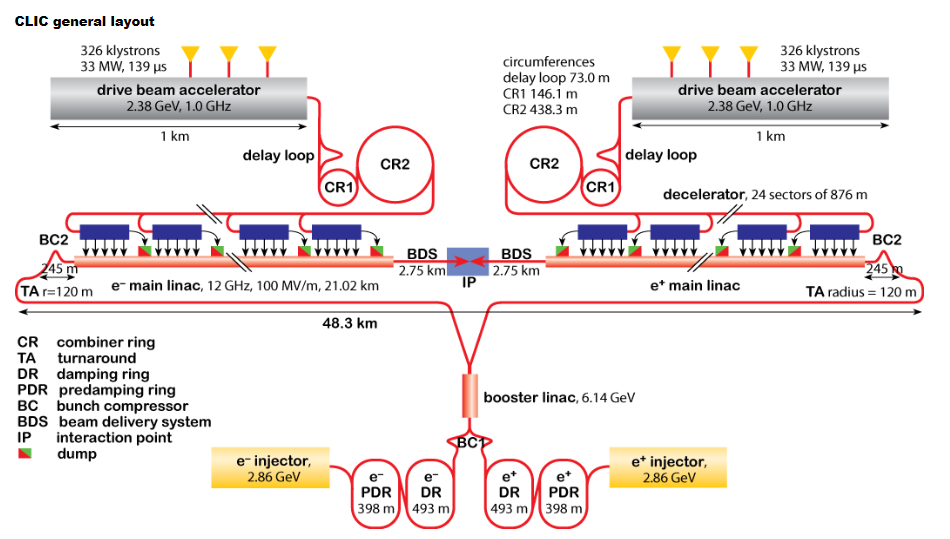 CLIC general layout
326 klystrons
33 MW, 139 µs
drive beam accelerator
2.38 GeV, 1.0 GHz
1 km
circumferences
delay loop 73.0 m
CR1 146.1 m
CR2 438.3 m
326 klystrons
33 MW, 139 µs
drive beam accelerator
2.38 GeV, 1.0 GHz
1 km
delay loop
CR1
CR2
CR2
CR1
delay loop
decelerator, 24 sectors of 876 m
BC2
245 m
TA r=120 m
BDS
2.75 km
IP
BDS
2.75 km
BC2
245 m
TA radius = 120 m
e– main linac, 12 GHz, 100 MV/m, 21.02 km
e+ main linac
48.3 km
CR combiner ring
TA turnaround
DR damping ring
PDR predamping ring
BC bunch compressor
BDS beam delivery system
IP interaction point
dump
booster linac, 6.14 GeV
BC1
e– injector,
2.86 GeV
e–
PDR
398 m
e–
DR
493 m
e+
DR
493 m
e+
PDR
398 m
e+ injector,
2.86 GeV